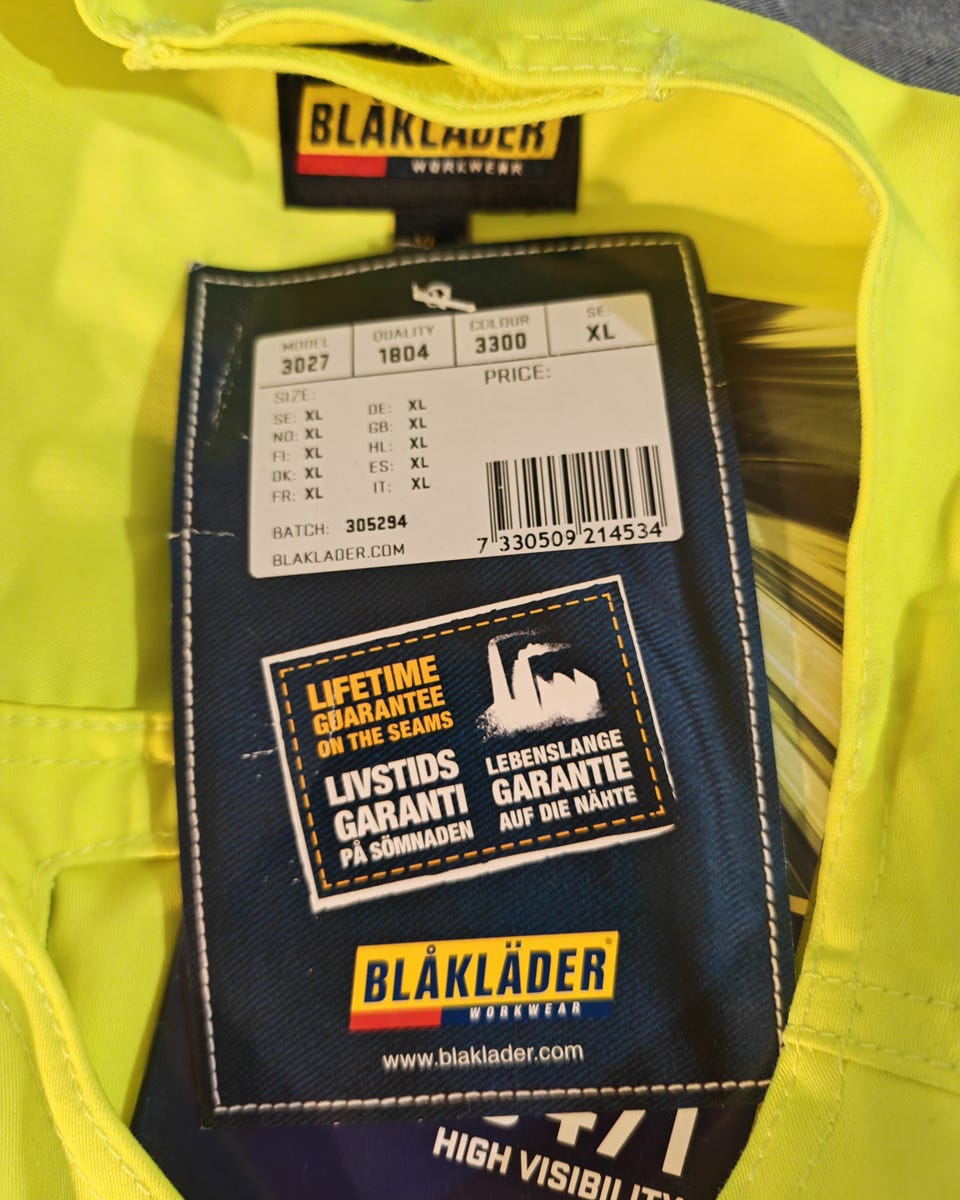 BLÅKLÄDER
WORKWEAR
MODEL QUALITY COLOUR SE:
3027 1804 3300 XL
PRICE:
SIZE:
SE: XL DE: XL
NO: XL GB: XL
FI: XL HL: XL
DK: XL ES: XL
FR: XL IT: XL
BATCH: 305294
BLAKLADER.COM
7 330509 214534
LIFETIME
GUARANTEE
ON THE SEAMS
LIVSTIDS
GARANTI
PÅ SÖMNADEN
LEBENSLANGE
GARANTIE
AUF DIE NÄHTE
BLÅKLÄDER®
WORKWEAR
www.blaklader.com
HIGH VISIBILITY